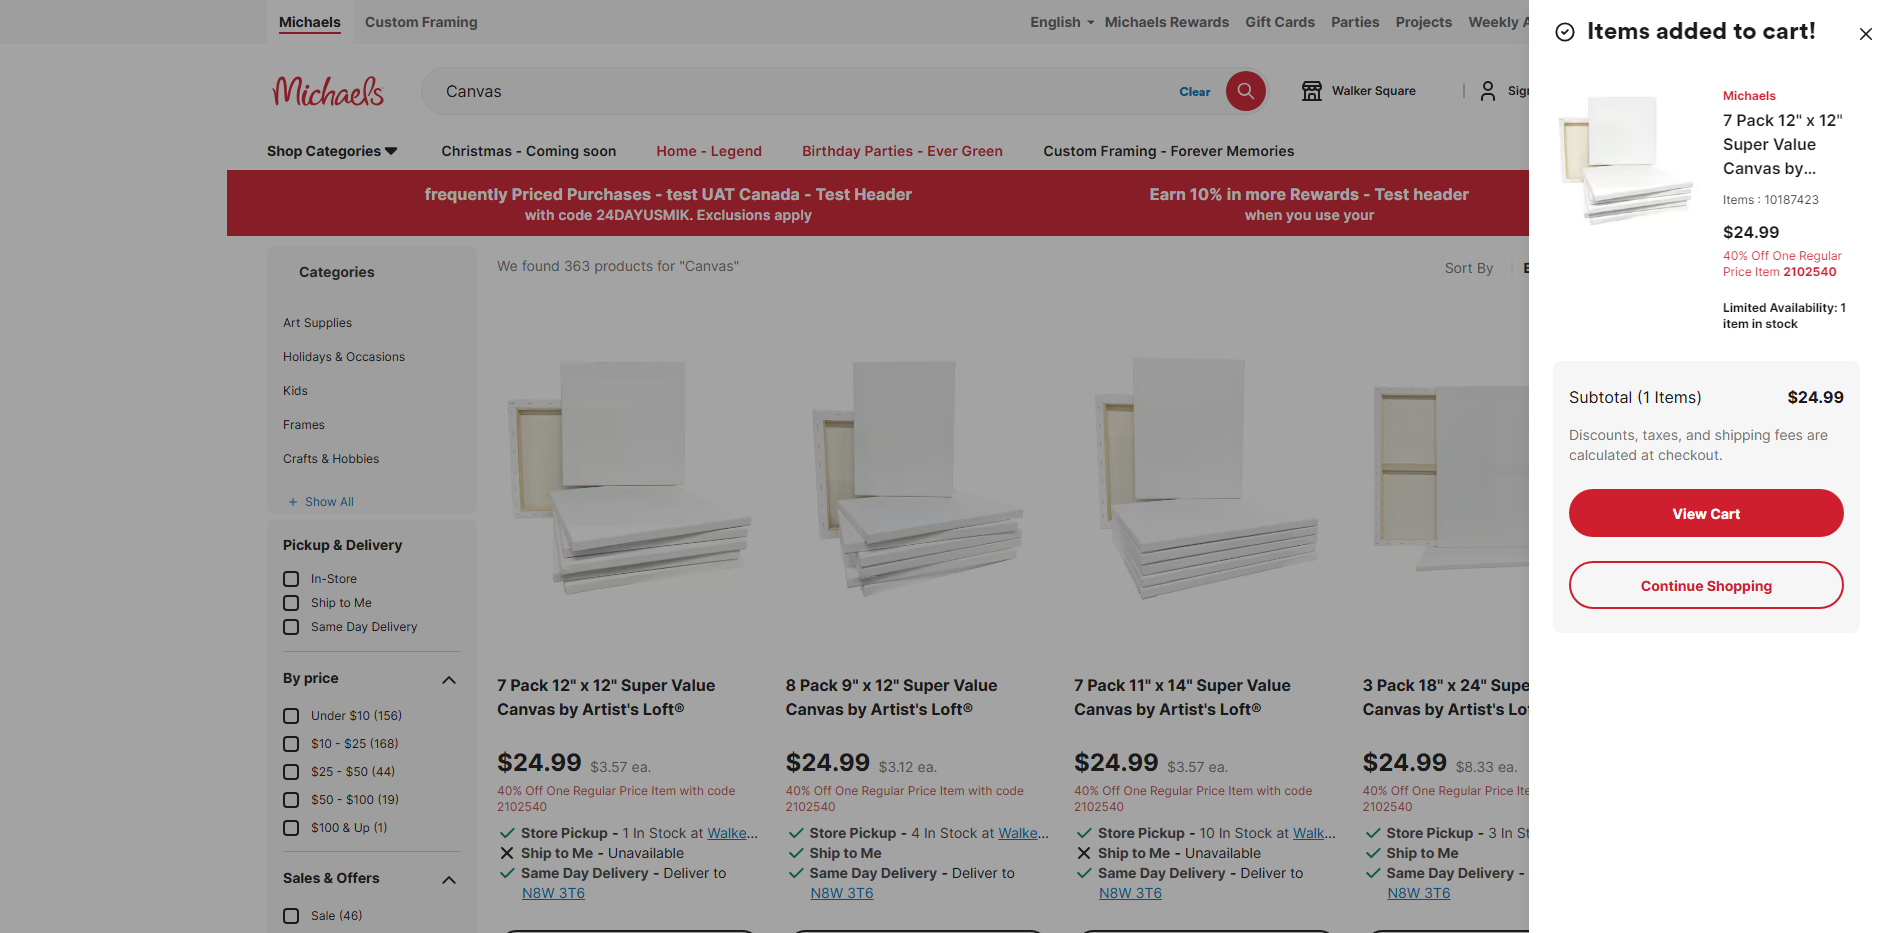 Michaels
Custom Framing
English
Michaels Rewards
Gift Cards
Parties
Projects
Weekly A
Items added to cart!
Michaels
Canvas
Clear
Walker Square
Sign
Shop Categories
Christmas - Coming soon
Home - Legend
Birthday Parties - Ever Green
Custom Framing - Forever Memories
frequently Priced Purchases - test UAT Canada - Test Header
with code 24DAYUSMIK. Exclusions apply
Earn 10% in more Rewards - Test header
when you use your
Categories
Art Supplies
Holidays & Occasions
Kids
Frames
Crafts & Hobbies
+ Show All
Pickup & Delivery
In-Store
Ship to Me
Same Day Delivery
By price
Under $10 (156)
$10 - $25 (168)
$25 - $50 (44)
$50 - $100 (19)
$100 & Up (1)
Sales & Offers
Sale (46)
We found 363 products for "Canvas"
Sort By
7 Pack 12" x 12" Super Value
Canvas by Artist's Loft®
$24.99 $3.57 ea.
40% Off One Regular Price Item with code
2102540
Store Pickup - 1 In Stock at Walke...
Ship to Me - Unavailable
Same Day Delivery - Deliver to
N8W 3T6
8 Pack 9" x 12" Super Value
Canvas by Artist's Loft®
$24.99 $3.12 ea.
40% Off One Regular Price Item with code
2102540
Store Pickup - 4 In Stock at Walke...
Ship to Me
Same Day Delivery - Deliver to
N8W 3T6
7 Pack 11" x 14" Super Value
Canvas by Artist's Loft®
$24.99 $3.57 ea.
40% Off One Regular Price Item with code
2102540
Store Pickup - 10 In Stock at Walk...
Ship to Me - Unavailable
Same Day Delivery - Deliver to
N8W 3T6
3 Pack 18" x 24" Supe
Canvas by Artist's Lo
$24.99 $8.33 ea.
40% Off One Regular Price Ite
2102540
Store Pickup - 3 In St
Ship to Me
Same Day Delivery -
N8W 3T6
Michaels
7 Pack 12" x 12"
Super Value
Canvas by...
Items : 10187423
$24.99
40% Off One Regular
Price Item 2102540
Limited Availability: 1
item in stock
Subtotal (1 Items) $24.99
Discounts, taxes, and shipping fees are
calculated at checkout.
View Cart
Continue Shopping